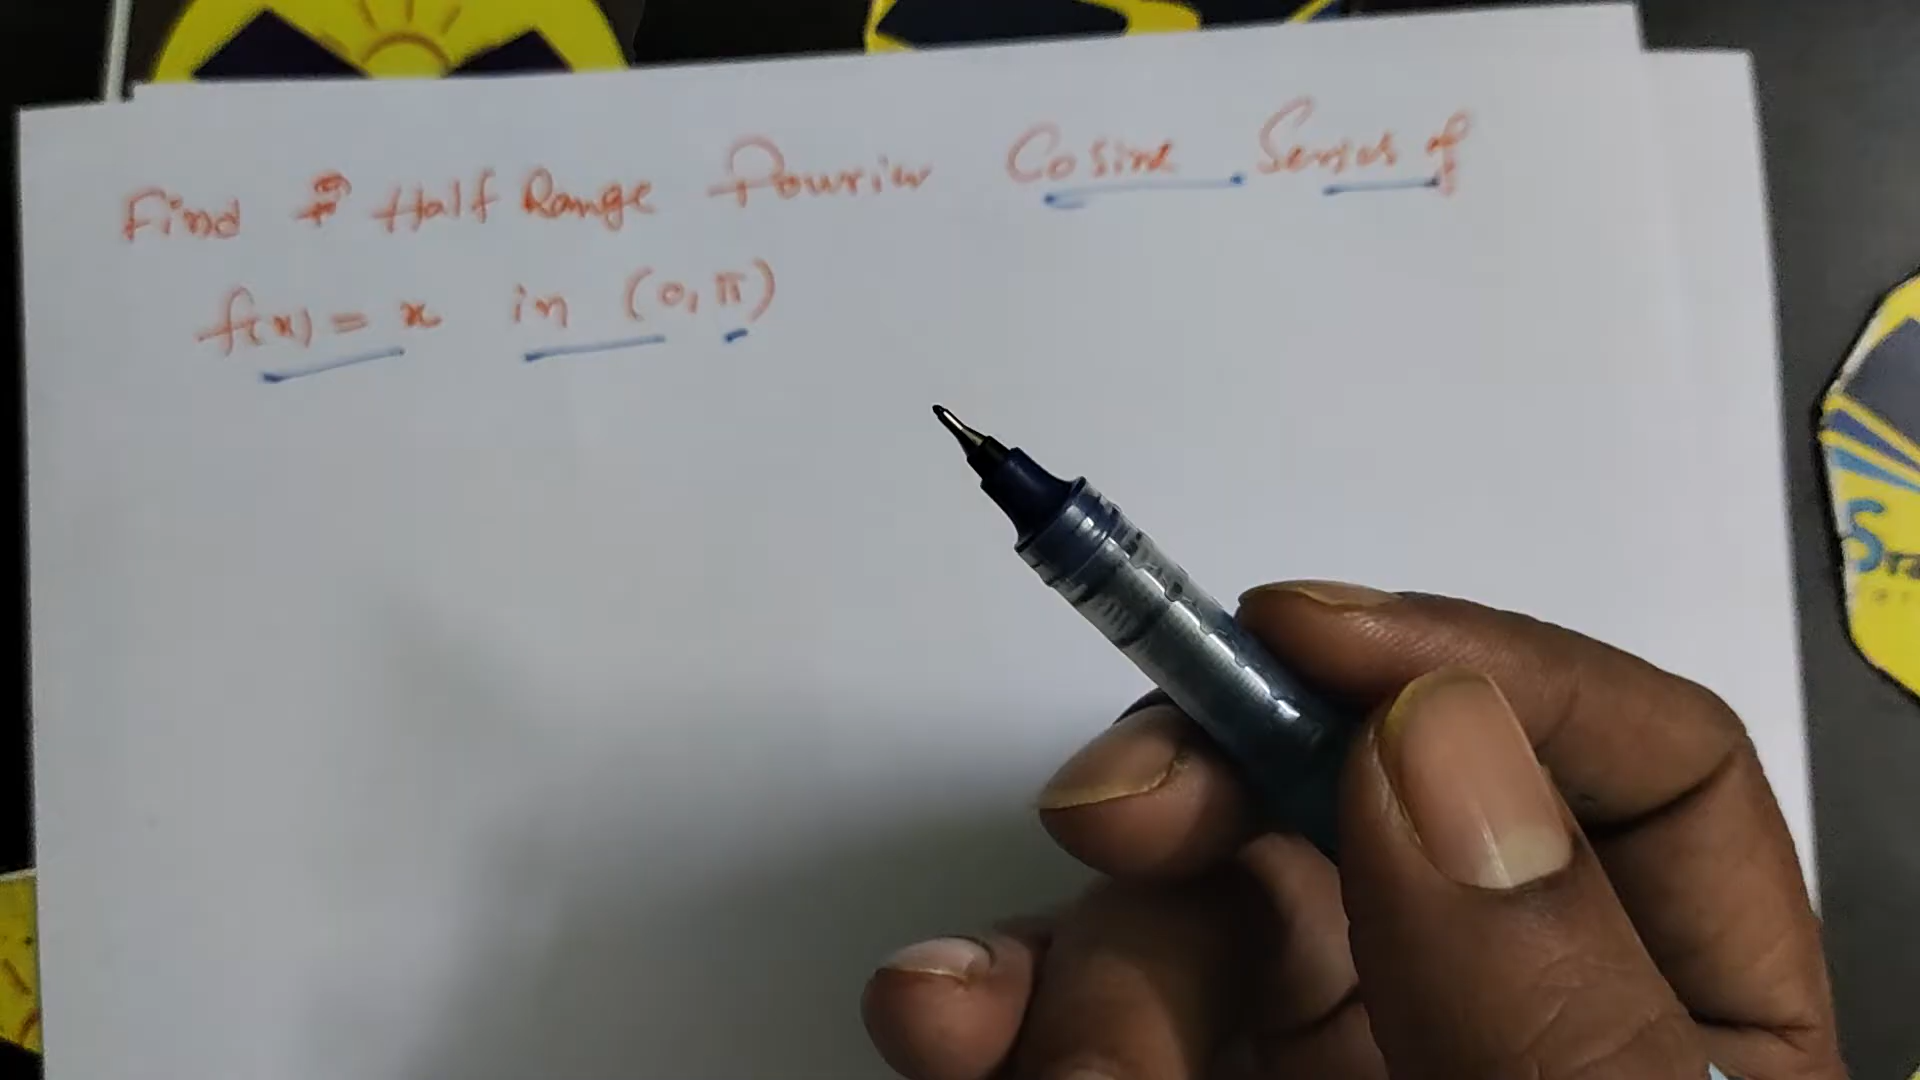 Find Half Range Fourier Cosine Series of
f(x) = x in (0, π)